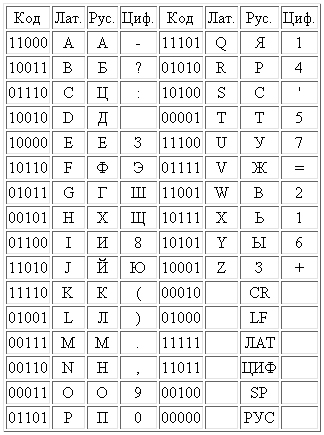 Код Лат. Рус. Циф. Код Лат. Рус. Циф.
11000 A А - 11101 Q Я 1
10011 B Б ? 01010 R Р 4
01110 C Ц : 10100 S С '
10010 D Д 00001 T Т 5
10000 E Е 3 11100 U У 7
10110 F Ф Э 01111 V Ж =
01011 G Г Ш 11001 W В 2
00101 H Х Щ 10111 X Ь 1
01100 I И 8 10101 Y Ы 6
11010 J Й Ю 10001 Z З +
11110 K К ( 00010 CR
01001 L Л ) 01000 LF
00111 M М . 11111 ЛАТ
00110 N Н , 11011 ЦИФ
00011 O О 9 00100 SP
01101 P П 0 00000 РУС